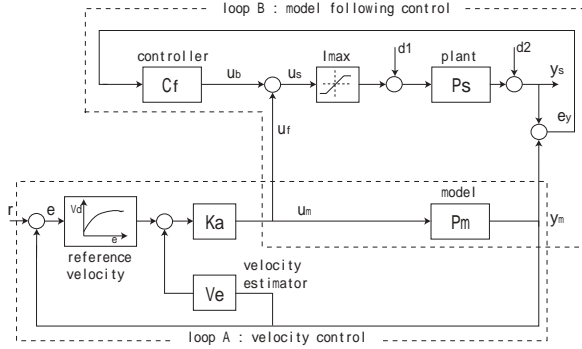 loop B : model following control
controller
Imax
d1
plant
d2
Cf
ub
us
Ps
ys
ey
uf
r
e
Vd
e
reference
velocity
Ka
um
model
Pm
ym
Ve
velocity
estimator
loop A : velocity control